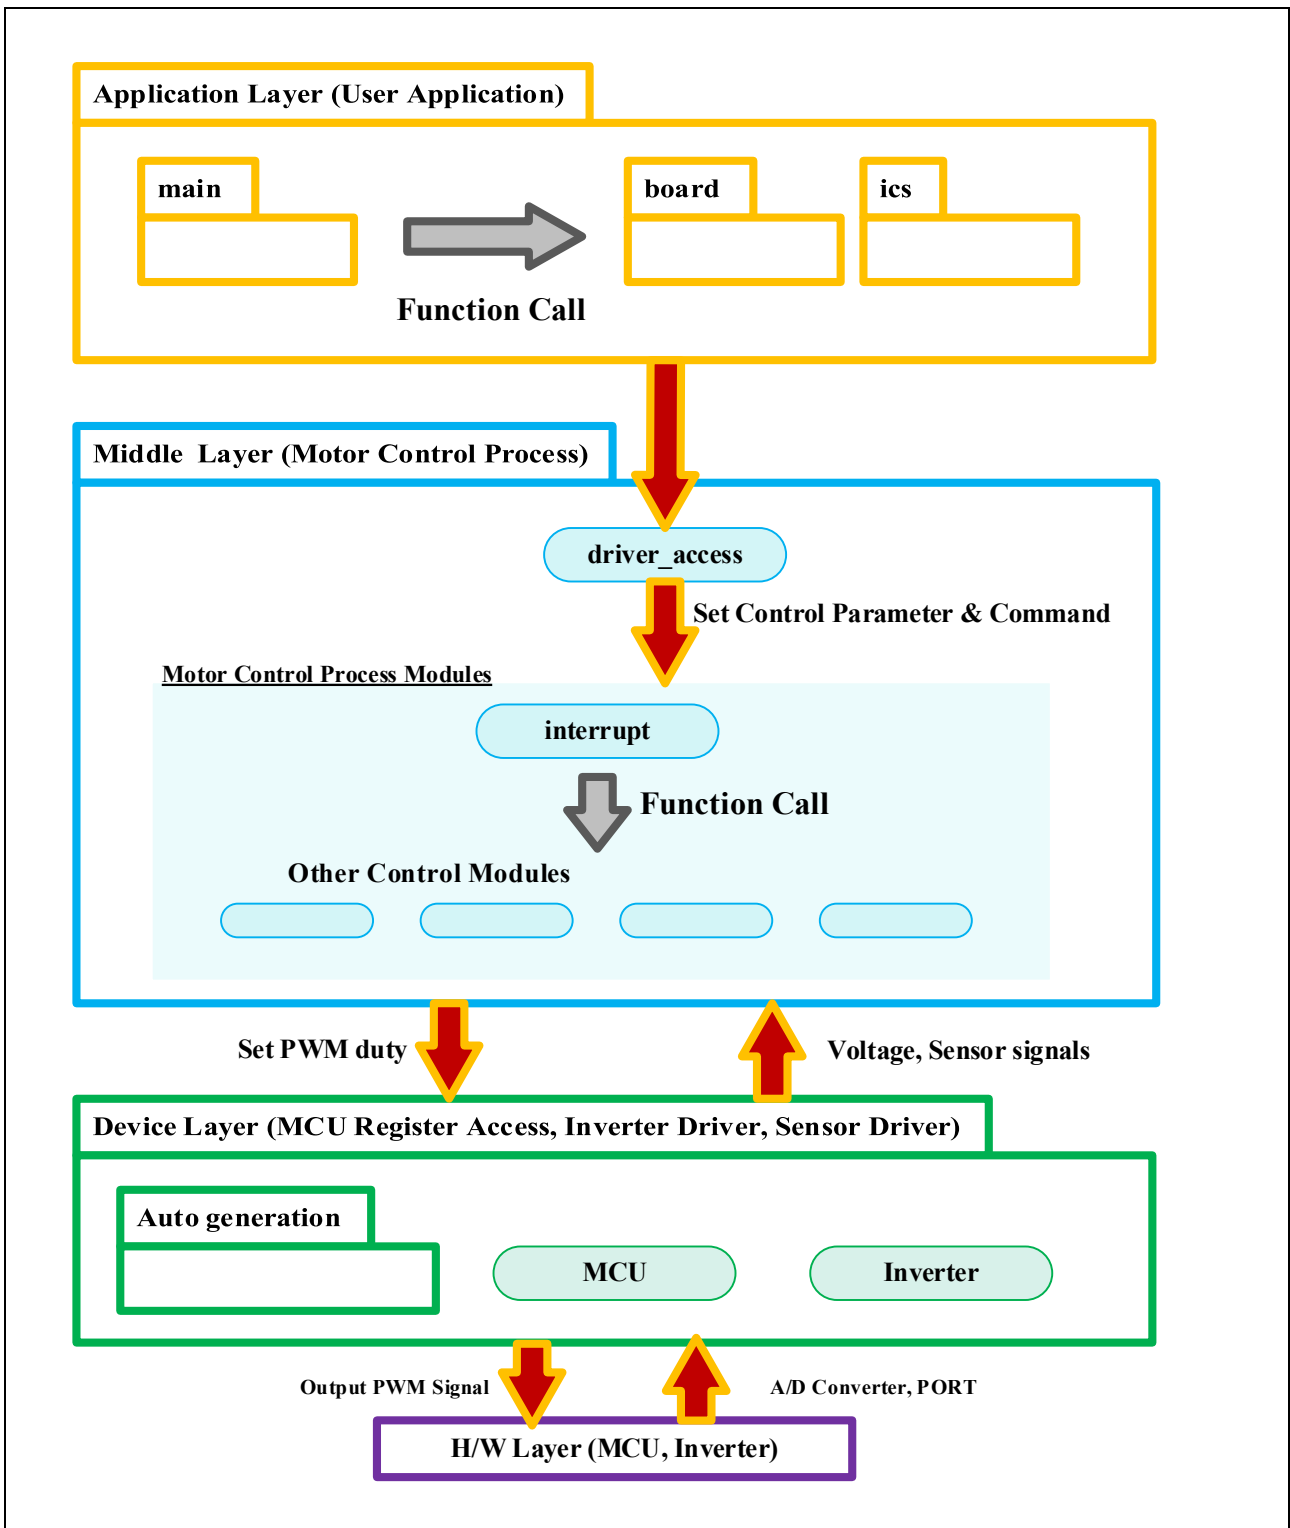 Application Layer (User Application)
main
board
ics
Function Call
Middle  Layer (Motor Control Process)
driver_access
Set Control Parameter & Command
Motor Control Process Modules
interrupt
Function Call
Other Control Modules
Set PWM duty
Voltage, Sensor signals
Device Layer (MCU Register Access, Inverter Driver, Sensor Driver)
Auto generation
MCU
Inverter
Output PWM Signal
A/D Converter, PORT
H/W Layer (MCU, Inverter)